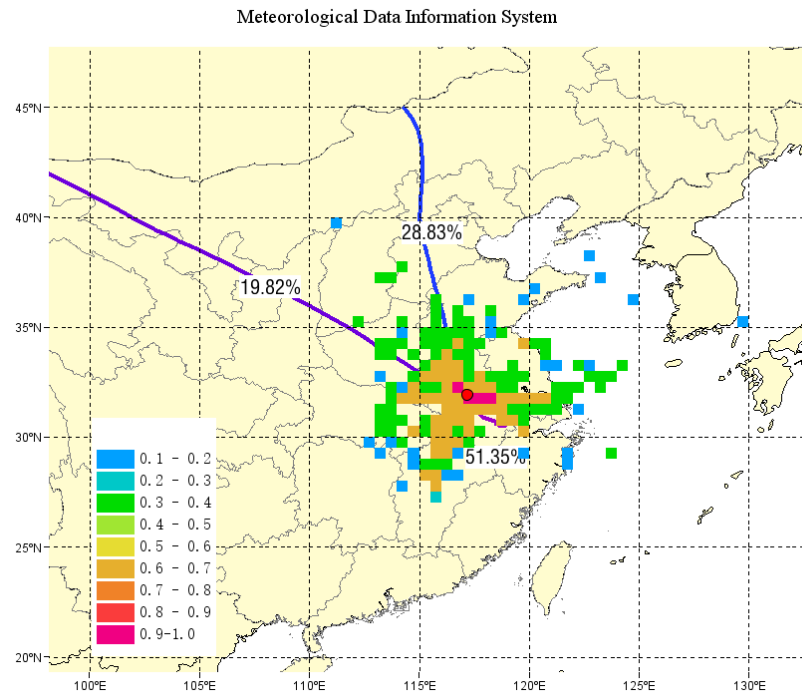 Meteorological Data Information System
45°N
40°N
28.83%
19.82%
35°N
30°N
51.35%
0.1 - 0.2
0.2 - 0.3
0.3 - 0.4
0.4 - 0.5
0.5 - 0.6
0.6 - 0.7
0.7 - 0.8
0.8 - 0.9
0.9-1.0
25°N
20°N
100°E
105°E
110°E
115°E
120°E
125°E
130°E